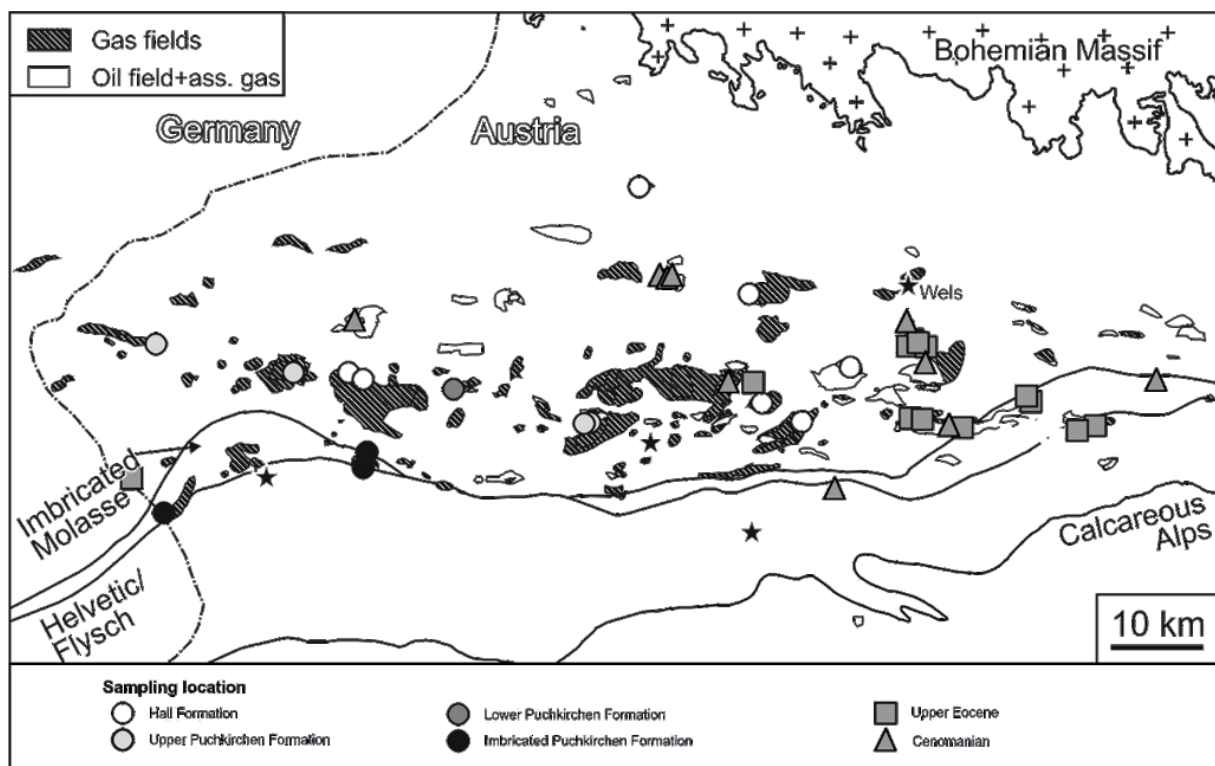 Gas fields
Oil field+ass. gas
Bohemian Massif
Germany
Austria
Wels
Imbricated
Molasse
Helvetic/
Flysch
Calcareous
Alps
10 km
Sampling location
Hall Formation
Upper Puchkirchen Formation
Lower Puchkirchen Formation
Imbricated Puchkirchen Formation
Upper Eocene
Cenomanian